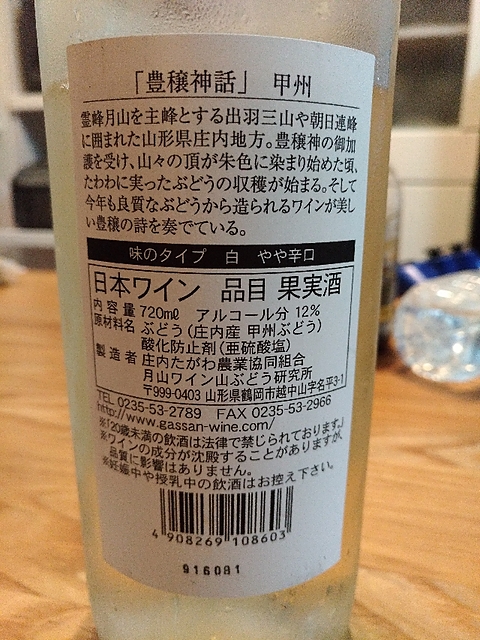 「豊穣神話」 甲州
霊峰月山を主峰とする出羽三山や朝日連峰
に囲まれた山形県庄内地方。豊穣神の御加
護を受け、山々の頂が朱色に染まり始めた頃、
たわわに実ったぶどうの収穫が始まる。そして
今年も良質なぶどうから造られるワインが美し
い豊穣の詩を奏でている。
味のタイプ 白 やや辛口
日本ワイン 品目 果実酒
内容量 720mℓ アルコール分 12%
原材料名 ぶどう(庄内産 甲州ぶどう)
酸化防止剤(亜硫酸塩)
製造者 庄内たがわ農業協同組合
月山ワイン山ぶどう研究所
〒999-0403 山形県鶴岡市越中山字名平3-1
TEL 0235-53-2789 FAX 0235-53-2966
http://www.gassan-wine.com/
※「20歳未満の飲酒は法律で禁じられております。」
※ワインの成分が沈殿することがありますが、
品質に影響はありません。
※妊娠中や授乳中の飲酒はお控え下さい。
4 908269 108603
916081